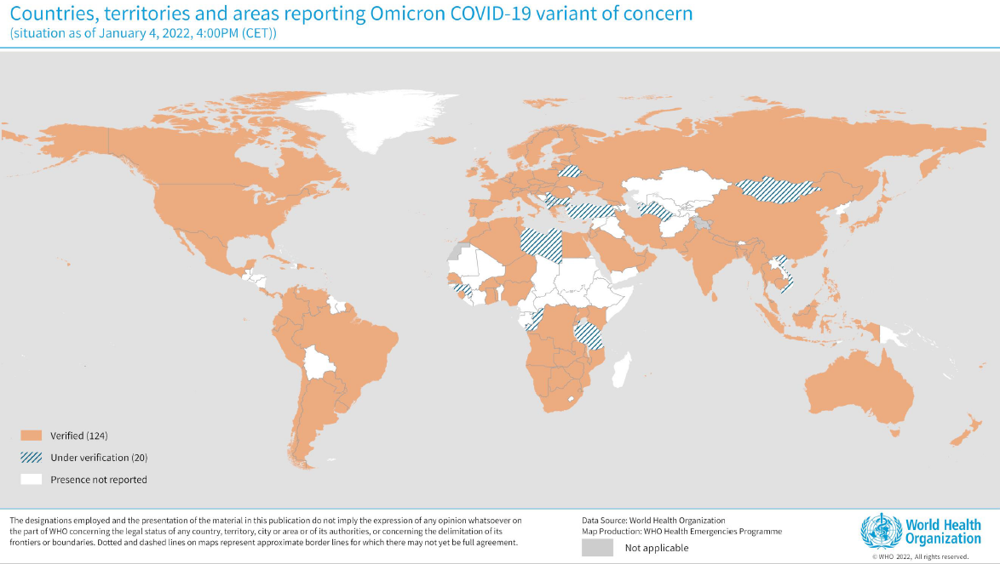 Countries, territories and areas reporting Omicron COVID-19 variant of concern
(situation as of January 4, 2022, 4:00PM (CET))
Verified (124)
Under verification (20)
Presence not reported
The designations employed and the presentation of the material in this publication do not imply the expression of any opinion whatsoever on
the part of WHO concerning the legal status of any country, territory, city or area or of its authorities, or concerning the delimitation of its
frontiers or boundaries. Dotted and dashed lines on maps represent approximate border lines for which there may not yet be full agreement.
Data Source: World Health Organization
Map Production: WHO Health Emergencies Programme
Not applicable
World Health
Organization
© WHO 2022, All rights reserved.